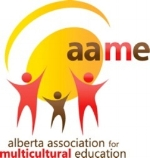 aame
alberta association for
multicultural education